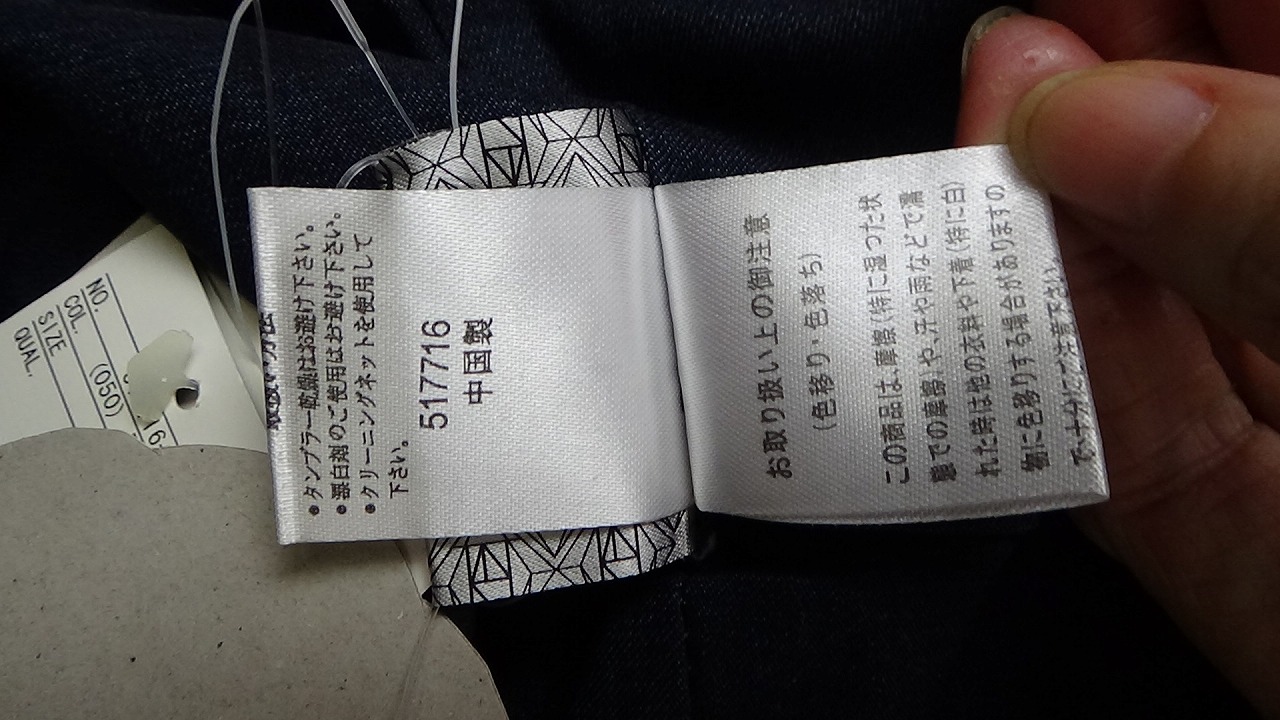 NO.
COL. (050)
SIZE
QUAL.
•タンブラー乾燥はお避け下さい。
•漂白剤のご使用はお避け下さい。
•クリーニングネットを使用して
下さい。
517716
中国製
お取り扱い上の御注意
(色移り・色落ち)
この商品は、摩擦(特に湿った状
態での摩擦)や、汗や雨などで濡
れた時は他の衣料や下着(特に白)
物に色移りする場合がありますの
で十分にご注意下さい。